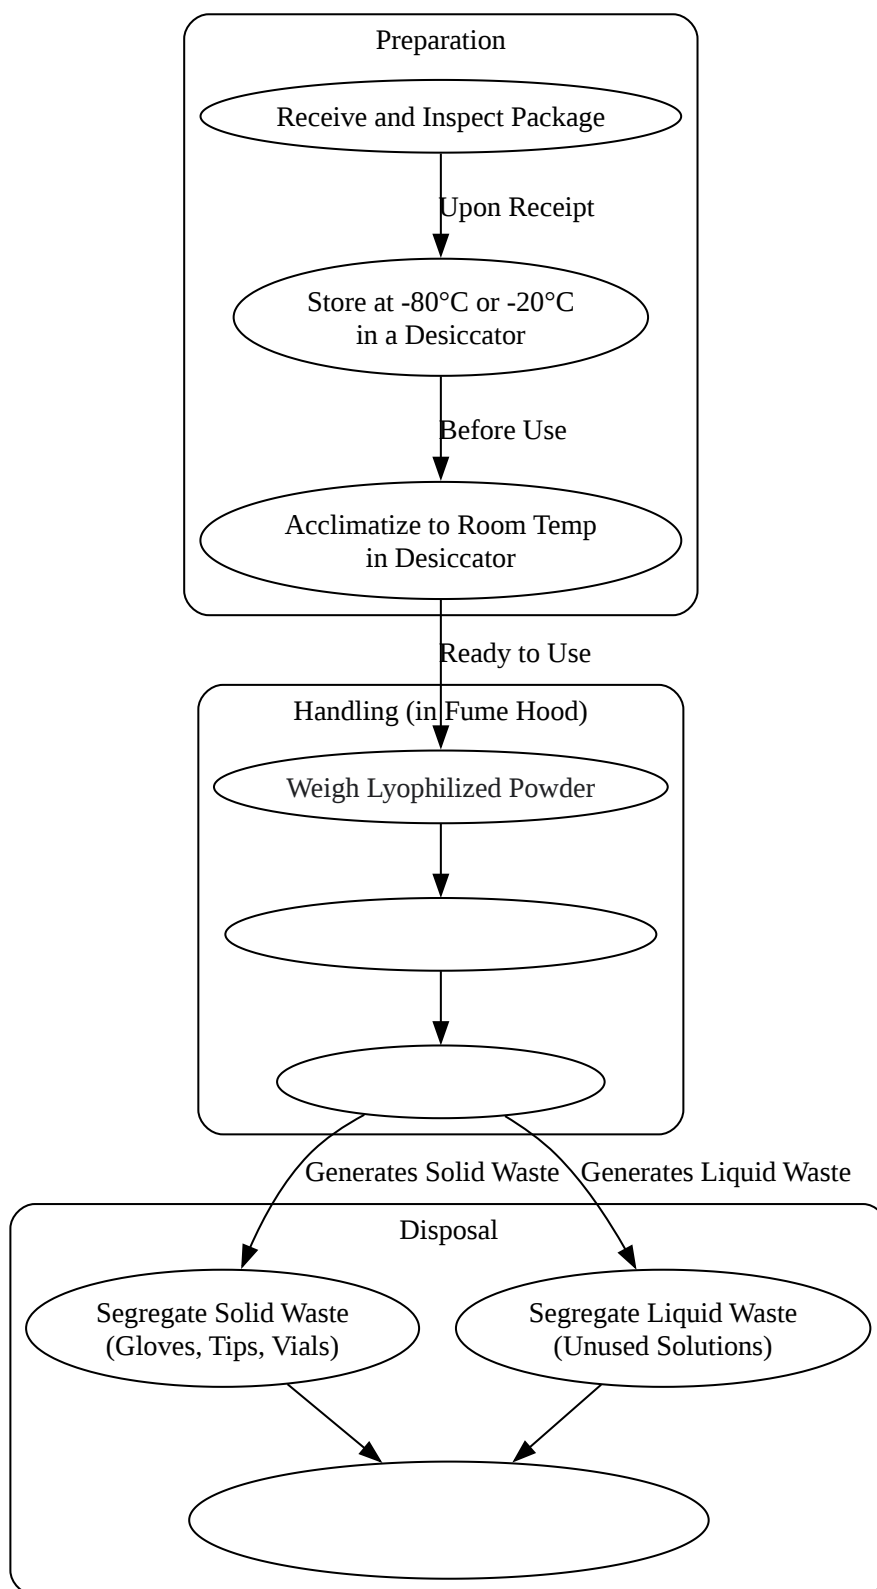 Preparation
Receive and Inspect Package
Upon Receipt
Store at -80°C or -20°C
in a Desiccator
Before Use
Acclimatize to Room Temp
in Desiccator
Ready to Use
Handling (in Fume Hood)
Weigh Lyophilized Powder
Generates Solid Waste
Generates Liquid Waste
Disposal
Segregate Solid Waste
(Gloves, Tips, Vials)
Segregate Liquid Waste
(Unused Solutions)